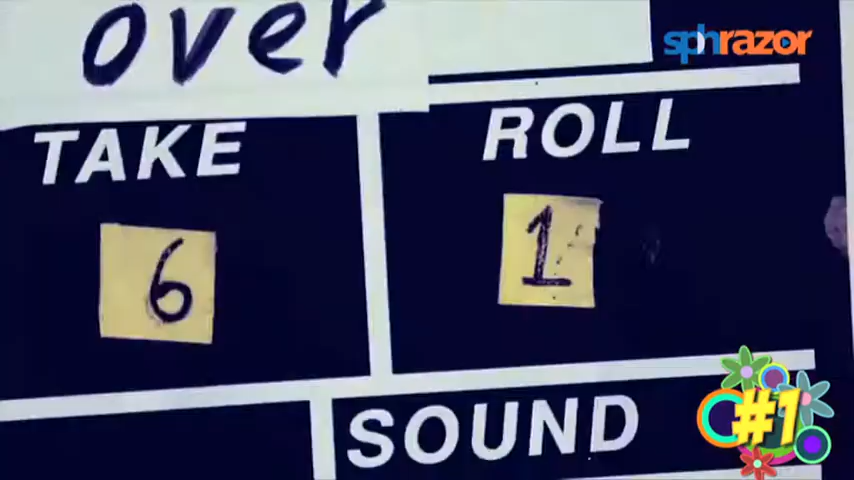 over
sphrazor
TAKE
ROLL
6
1
SOUND
#1